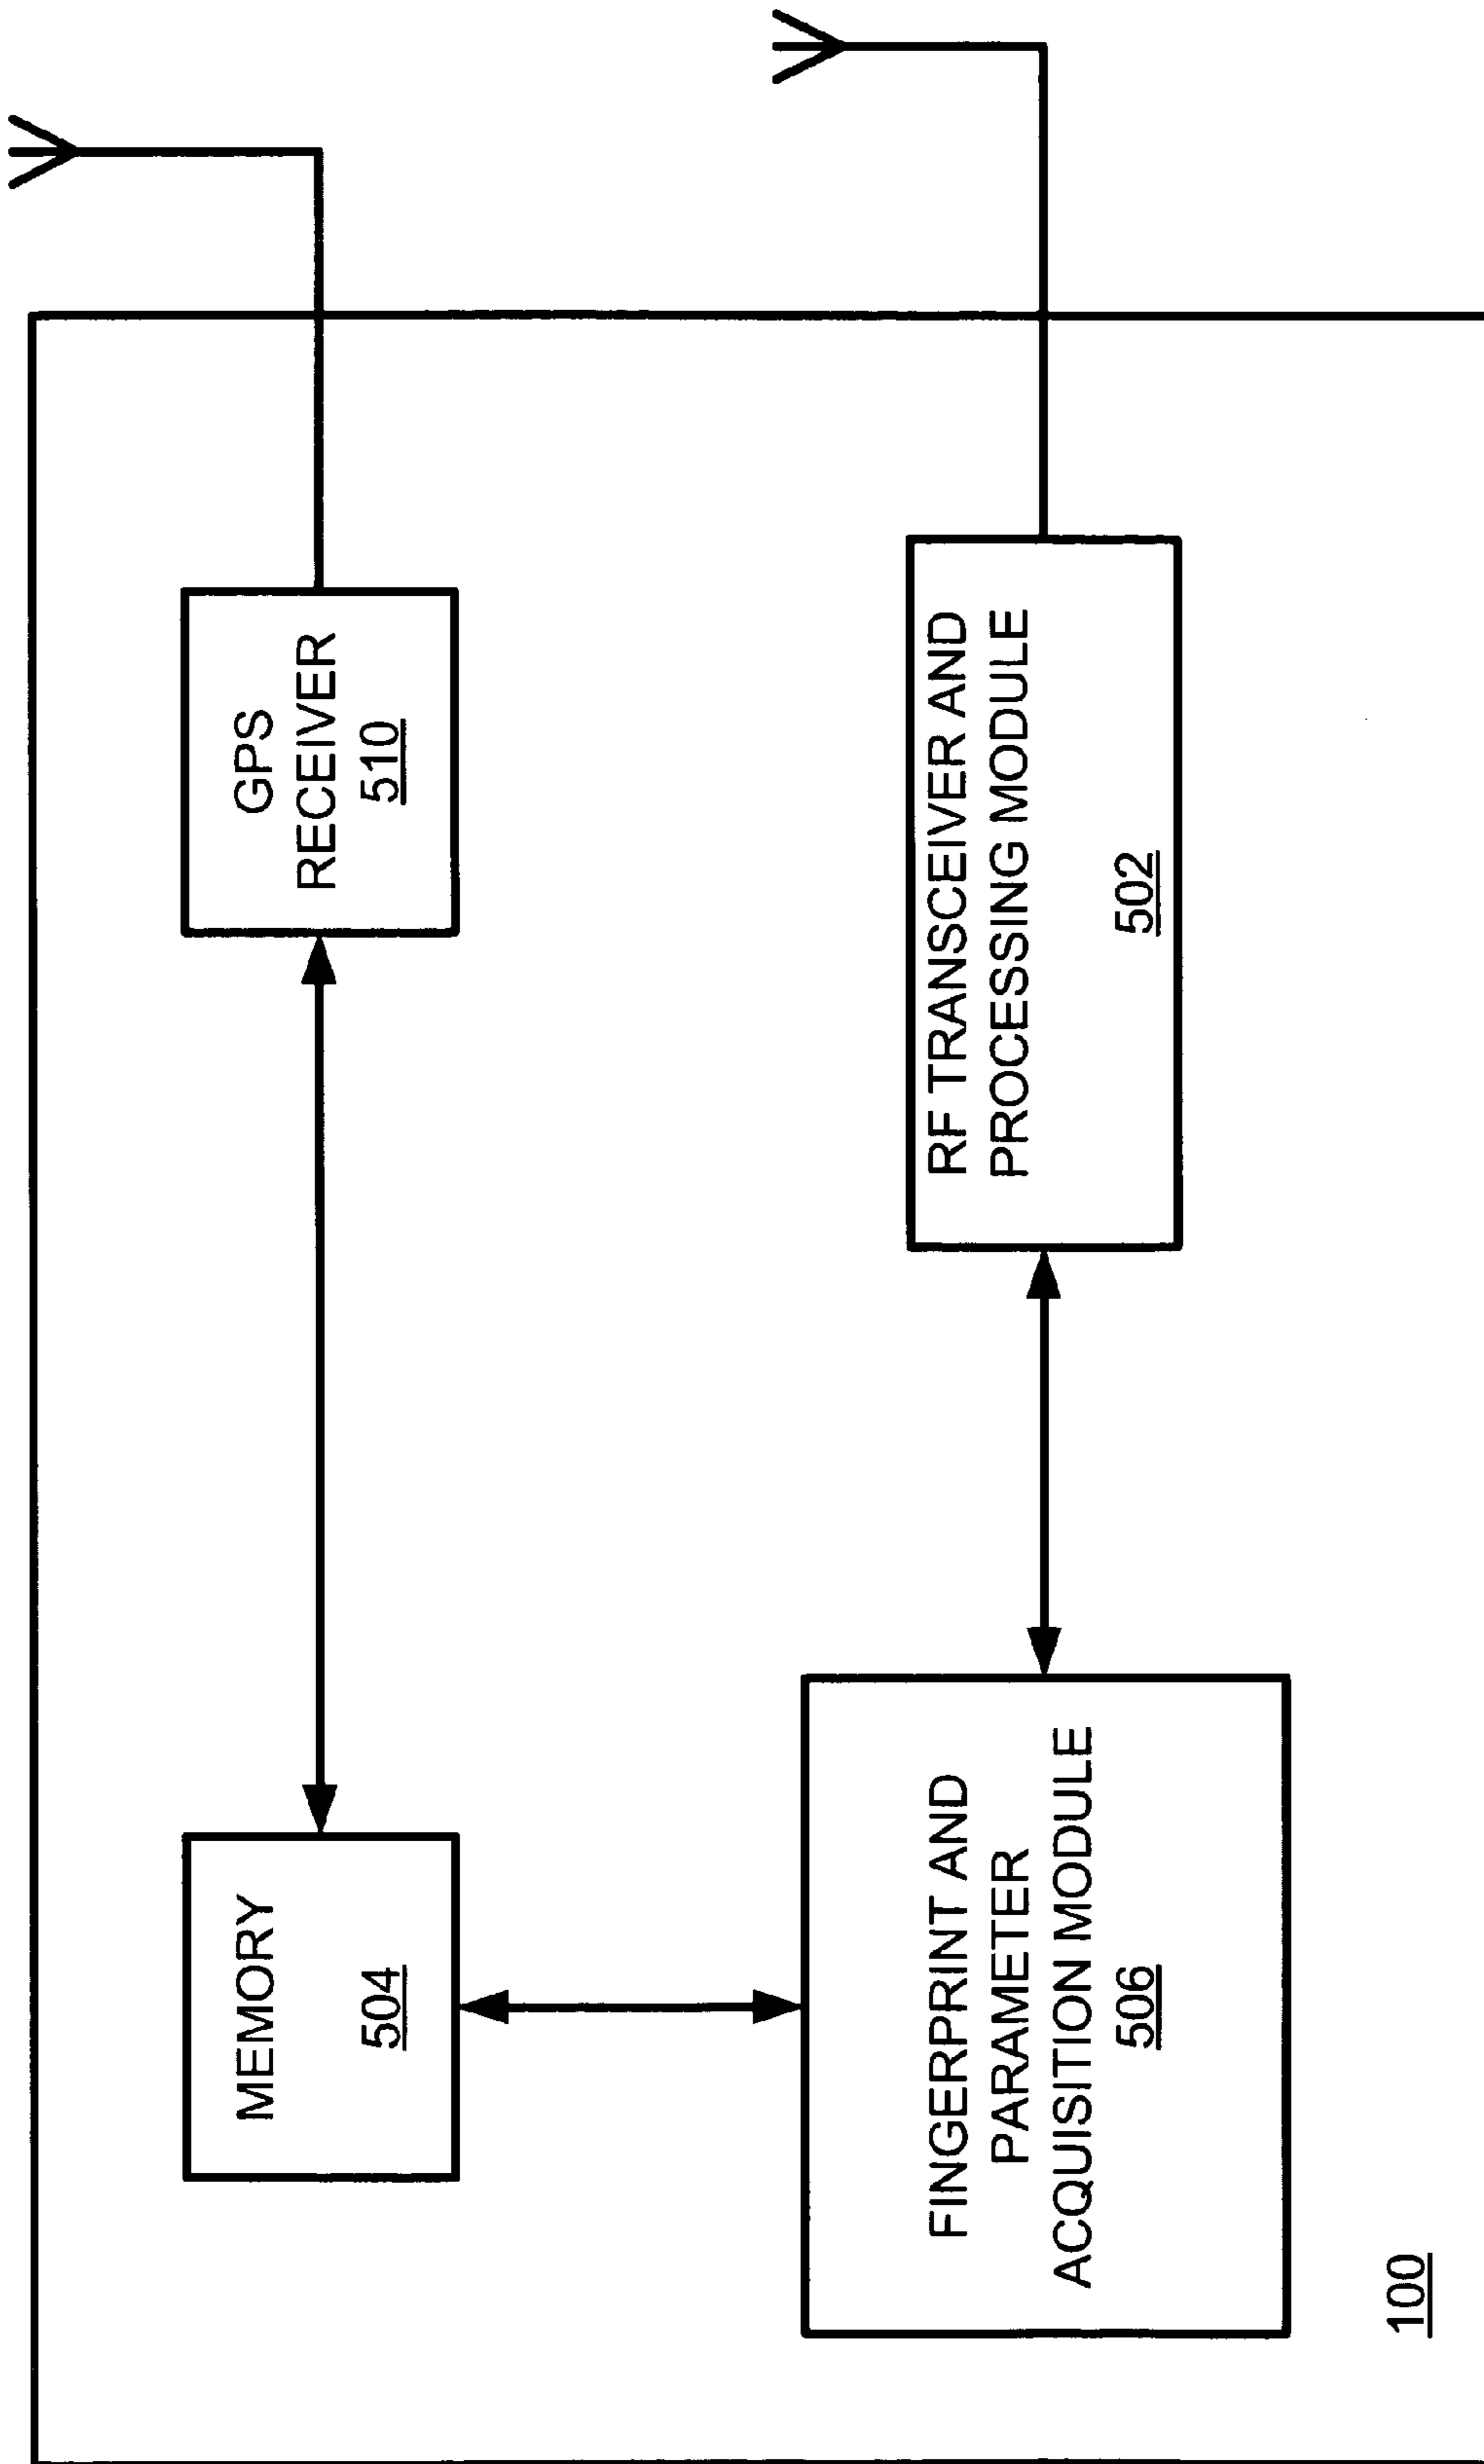 MEMORY
504
GPS
RECEIVER
510
FINGERPRINT AND
PARAMETER
ACQUISITION MODULE
506
RF TRANSCEIVER AND
PROCESSING MODULE
502
100